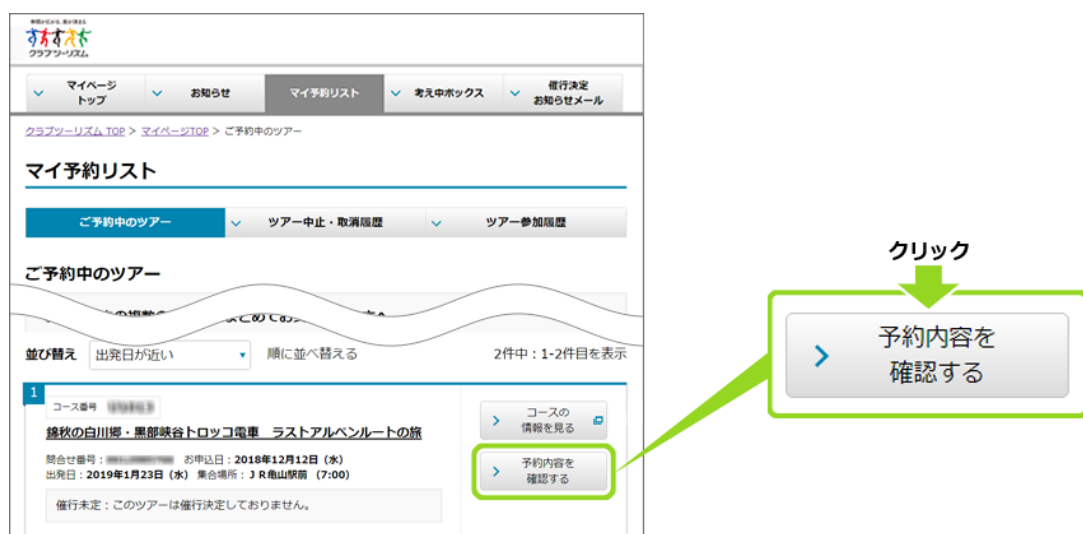 クラブツーリズム
マイページ
トップ
お知らせ
マイ予約リスト
考え中ボックス
催行決定
お知らせメール
クラブツーリズム TOP > マイページTOP > ご予約中のツアー
マイ予約リスト
ご予約中のツアー
ツアー中止・取消履歴
ツアー参加履歴
ご予約中のツアー
並び替え 出発日が近い 順に並べ替える 2件中:1-2件目を表示
1
コース番号
錦秋の白川郷・黒部峡谷トロッコ電車 ラストアルペンルートの旅
問合せ番号: お申込日:2018年12月12日(水)
出発日:2019年1月23日(水) 集合場所:JR亀山駅前 (7:00)
催行未定:このツアーは催行決定しておりません。
コースの
情報を見る
予約内容を
確認する
クリック
予約内容を
確認する